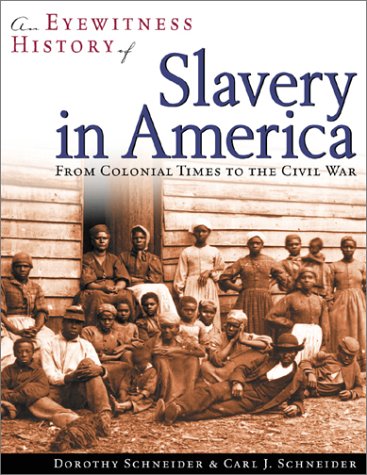 An EYEWITNESS
HISTORY of
Slavery
in America
FROM COLONIAL TIMES TO THE CIVIL WAR
DOROTHY SCHNEIDER & CARL J. SCHNEIDER